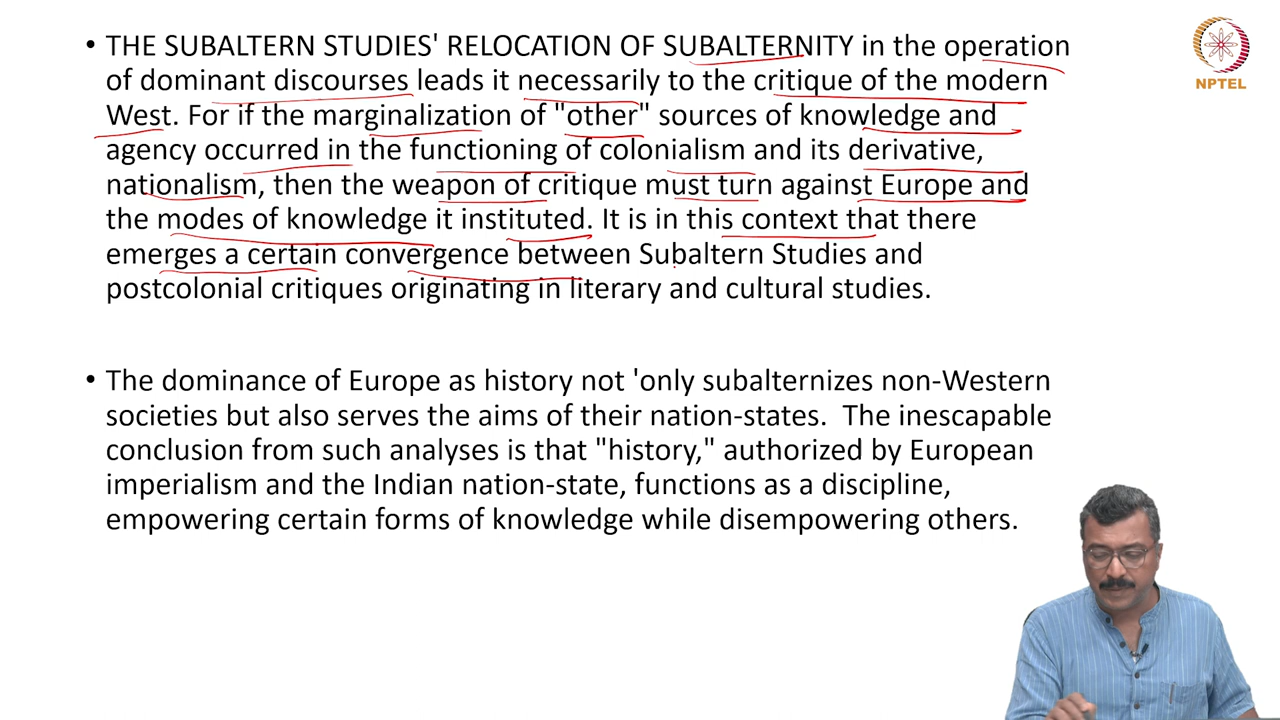 • THE SUBALTERN STUDIES' RELOCATION OF SUBALTERNITY in the operation
of dominant discourses leads it necessarily to the critique of the modern
West. For if the marginalization of "other" sources of knowledge and
agency occurred in the functioning of colonialism and its derivative,
nationalism, then the weapon of critique must turn against Europe and
the modes of knowledge it instituted. It is in this context that there
emerges a certain convergence between Subaltern Studies and
postcolonial critiques originating in literary and cultural studies.
• The dominance of Europe as history not 'only subalternizes non-Western
societies but also serves the aims of their nation-states.  The inescapable
conclusion from such analyses is that "history," authorized by European
imperialism and the Indian nation-state, functions as a discipline,
empowering certain forms of knowledge while disempowering others.
NPTEL